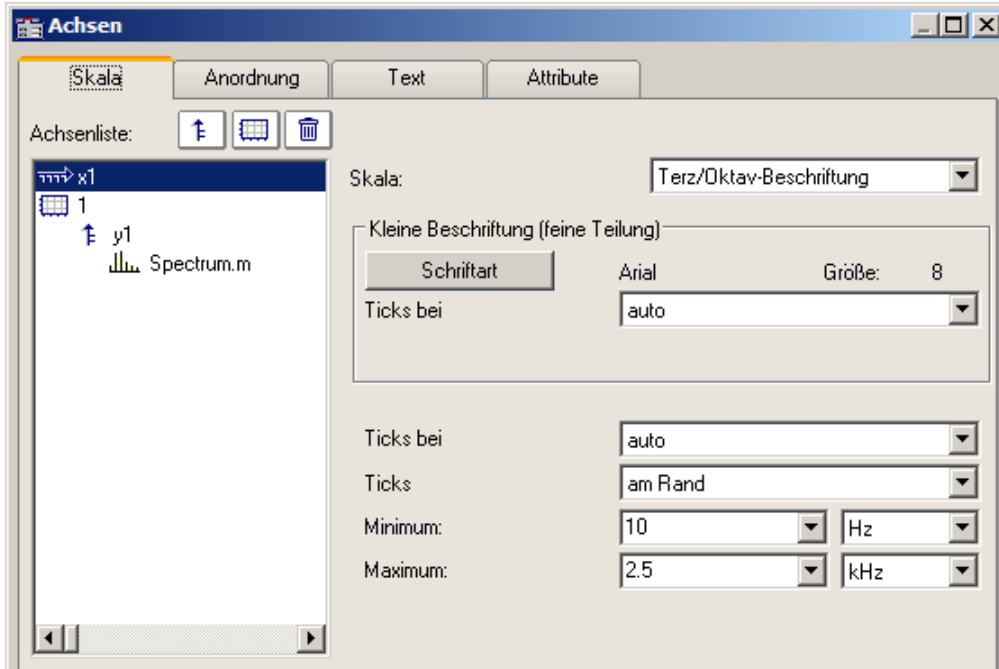 Achsen
Skala Anordnung Text Attribute
Achsenliste:
x1
1
y1
Spectrum.m
Skala: Terz/Oktav-Beschriftung
Kleine Beschriftung (feine Teilung)
Schriftart Arial Größe: 8
Ticks bei auto
Ticks bei auto
Ticks am Rand
Minimum: 10 Hz
Maximum: 2.5 kHz